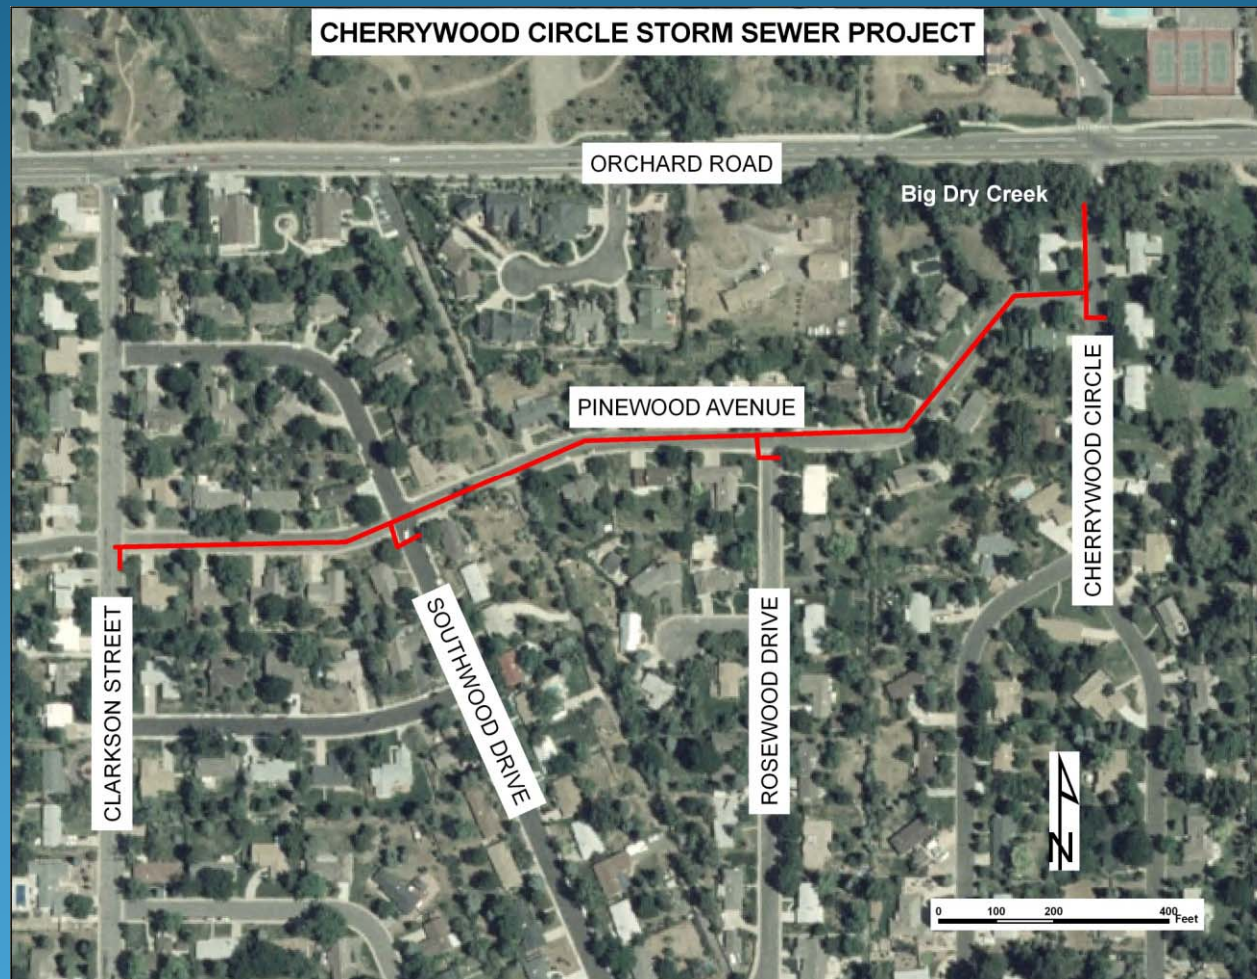 CHERRYWOOD CIRCLE STORM SEWER PROJECT
ORCHARD ROAD
Big Dry Creek
PINEWOOD AVENUE
CHERRYWOOD CIRCLE
CLARKSON STREET
SOUTHWOOD DRIVE
ROSEWOOD DRIVE
N
0 100 200 400
Feet